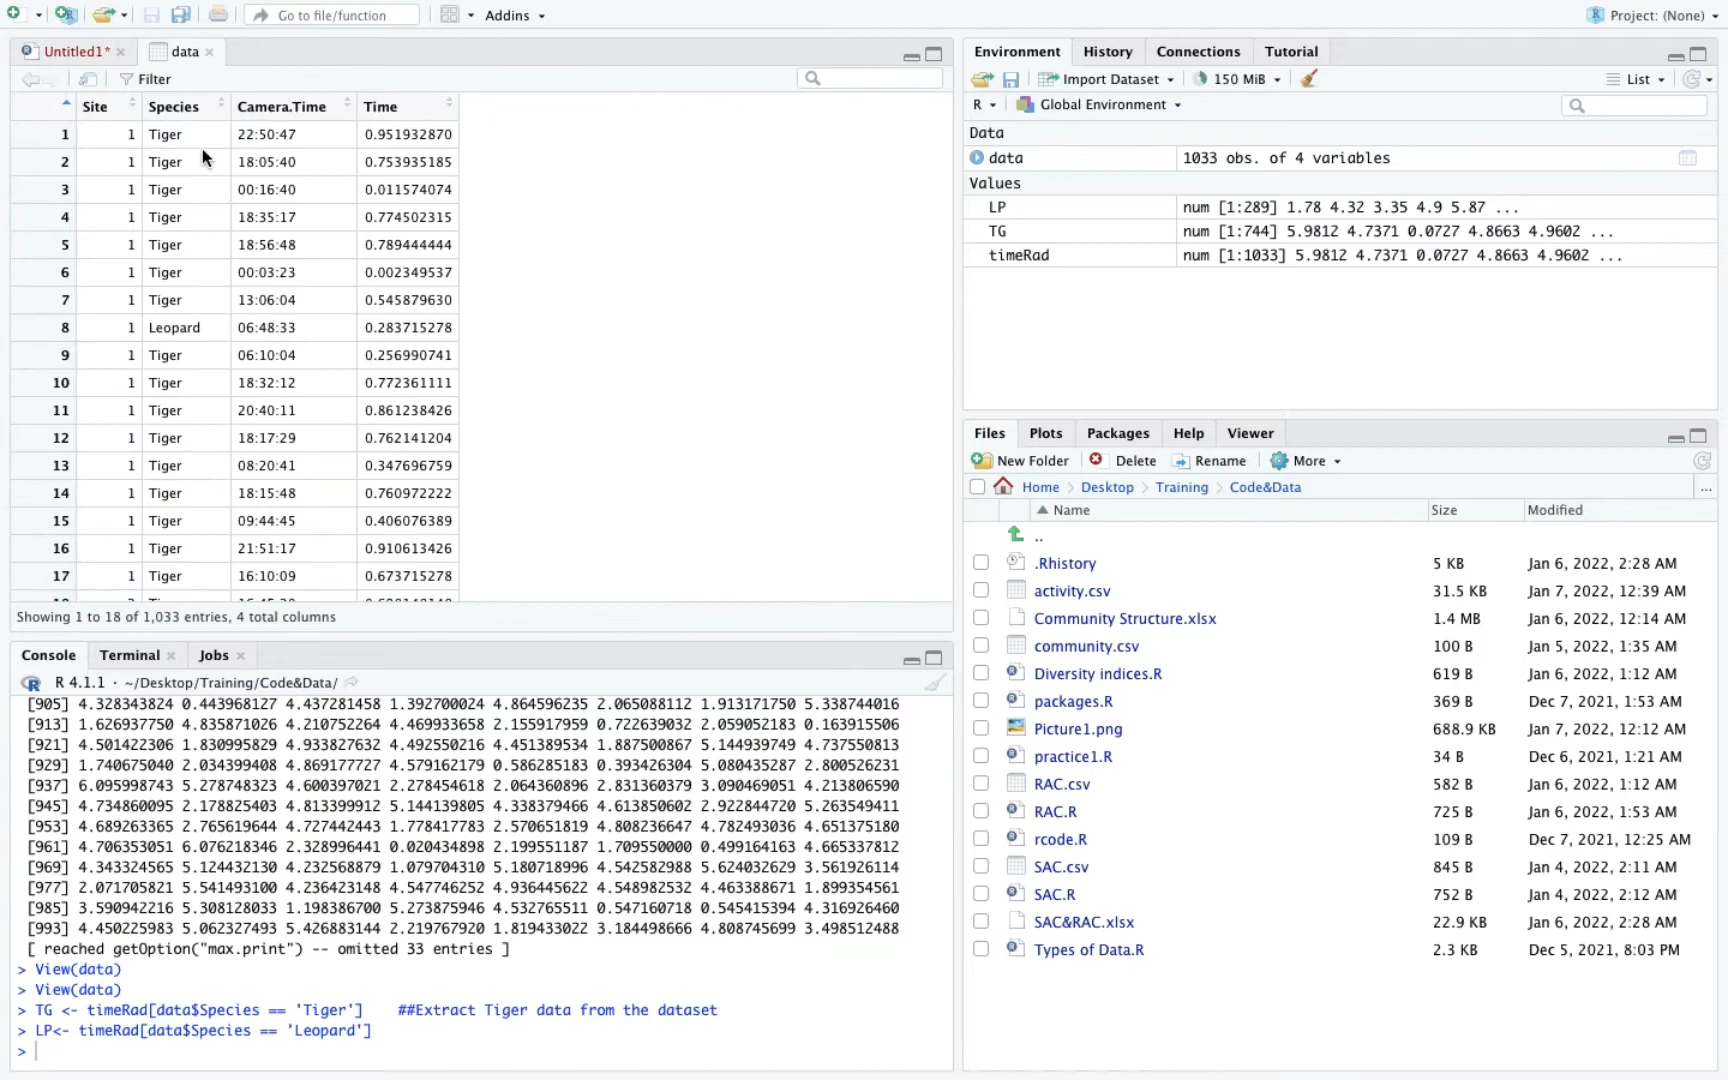 Go to file/function Addins Project: (None)
Untitled1* data
Filter
Site Species Camera.Time Time
1 1 Tiger 22:50:47 0.951932870
2 1 Tiger 18:05:40 0.753935185
3 1 Tiger 00:16:40 0.011574074
4 1 Tiger 18:35:17 0.774502315
5 1 Tiger 18:56:48 0.789444444
6 1 Tiger 00:03:23 0.002349537
7 1 Tiger 13:06:04 0.545879630
8 1 Leopard 06:48:33 0.283715278
9 1 Tiger 06:10:04 0.256990741
10 1 Tiger 18:32:12 0.772361111
11 1 Tiger 20:40:11 0.861238426
12 1 Tiger 18:17:29 0.762141204
13 1 Tiger 08:20:41 0.347696759
14 1 Tiger 18:15:48 0.760972222
15 1 Tiger 09:44:45 0.406076389
16 1 Tiger 21:51:17 0.910613426
17 1 Tiger 16:10:09 0.673715278
Showing 1 to 18 of 1,033 entries, 4 total columns
Console Terminal Jobs
R 4.1.1 · ~/Desktop/Training/Code&Data/
[905] 4.328343824 0.443968127 4.437281458 1.392700024 4.864596235 2.065088112 1.913171750 5.338744016
[913] 1.626937750 4.835871026 4.210752264 4.469933658 2.155917959 0.722639032 2.059052183 0.163915506
[921] 4.501422306 1.830995829 4.933827632 4.492550216 4.451389534 1.887500867 5.144939749 4.737550813
[929] 1.740675040 2.034399408 4.869177727 4.579162179 0.586285183 0.393426304 5.080435287 2.800526231
[937] 6.095998743 5.278748323 4.600397021 2.278454618 2.064360896 2.831360379 3.090469051 4.213806590
[945] 4.734860095 2.178825403 4.813399912 5.144139805 4.338379466 4.613850602 2.922844720 5.263549411
[953] 4.689263365 2.765619644 4.727442443 1.778417783 2.570651819 4.808236647 4.782493036 4.651375180
[961] 4.706353051 6.076218346 2.328996441 0.020434898 2.199551187 1.709550000 0.499164163 4.665337812
[969] 4.343324565 5.124432130 4.232568879 1.079704310 5.180718996 4.542582988 5.624032629 3.561926114
[977] 2.071705821 5.541493100 4.236423148 4.547746252 4.936445622 4.548982532 4.463388671 1.899354561
[985] 3.590942216 5.308128033 1.198386700 5.273875946 4.532765511 0.547160718 0.545415394 4.316926460
[993] 4.450225983 5.062327493 5.426883144 2.219767920 1.819433022 3.184498666 4.808745699 3.498512488
[ reached getOption("max.print") -- omitted 33 entries ]
> View(data)
> View(data)
> TG <- timeRad[data$Species == 'Tiger'] ##Extract Tiger data from the dataset
> LP<- timeRad[data$Species == 'Leopard']
>
Environment History Connections Tutorial
Import Dataset 150 MiB List
R Global Environment
Data
data 1033 obs. of 4 variables
Values
LP num [1:289] 1.78 4.32 3.35 4.9 5.87 ...
TG num [1:744] 5.9812 4.7371 0.0727 4.8663 4.9602 ...
timeRad num [1:1033] 5.9812 4.7371 0.0727 4.8663 4.9602 ...
Files Plots Packages Help Viewer
New Folder Delete Rename More
Home Desktop Training Code&Data ...
Name Size Modified
..
.Rhistory 5 KB Jan 6, 2022, 2:28 AM
activity.csv 31.5 KB Jan 7, 2022, 12:39 AM
Community Structure.xlsx 1.4 MB Jan 6, 2022, 12:14 AM
community.csv 100 B Jan 5, 2022, 1:35 AM
Diversity indices.R 619 B Jan 6, 2022, 1:12 AM
packages.R 369 B Dec 7, 2021, 1:53 AM
Picture1.png 688.9 KB Jan 7, 2022, 12:12 AM
practice1.R 34 B Dec 6, 2021, 1:21 AM
RAC.csv 582 B Jan 6, 2022, 1:12 AM
RAC.R 725 B Jan 6, 2022, 1:53 AM
rcode.R 109 B Dec 7, 2021, 12:25 AM
SAC.csv 845 B Jan 4, 2022, 2:11 AM
SAC.R 752 B Jan 4, 2022, 2:12 AM
SAC&RAC.xlsx 22.9 KB Jan 6, 2022, 2:28 AM
Types of Data.R 2.3 KB Dec 5, 2021, 8:03 PM